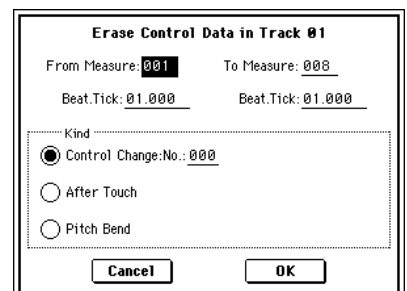 Erase Control Data in Track 01
From Measure: 001 To Measure: 008
Beat.Tick: 01.000 Beat.Tick: 01.000
Kind
Control Change:No.: 000
After Touch
Pitch Bend
Cancel OK